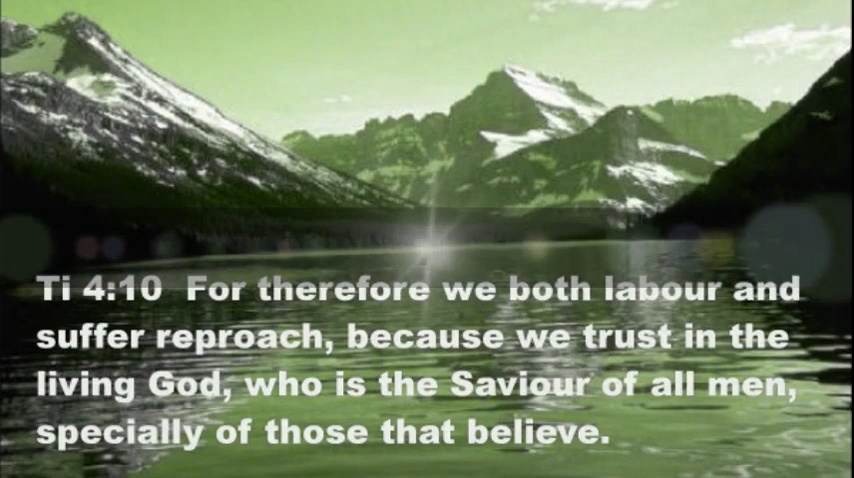 Ti 4:10 For therefore we both labour and
suffer reproach, because we trust in the
living God, who is the Saviour of all men,
specially of those that believe.